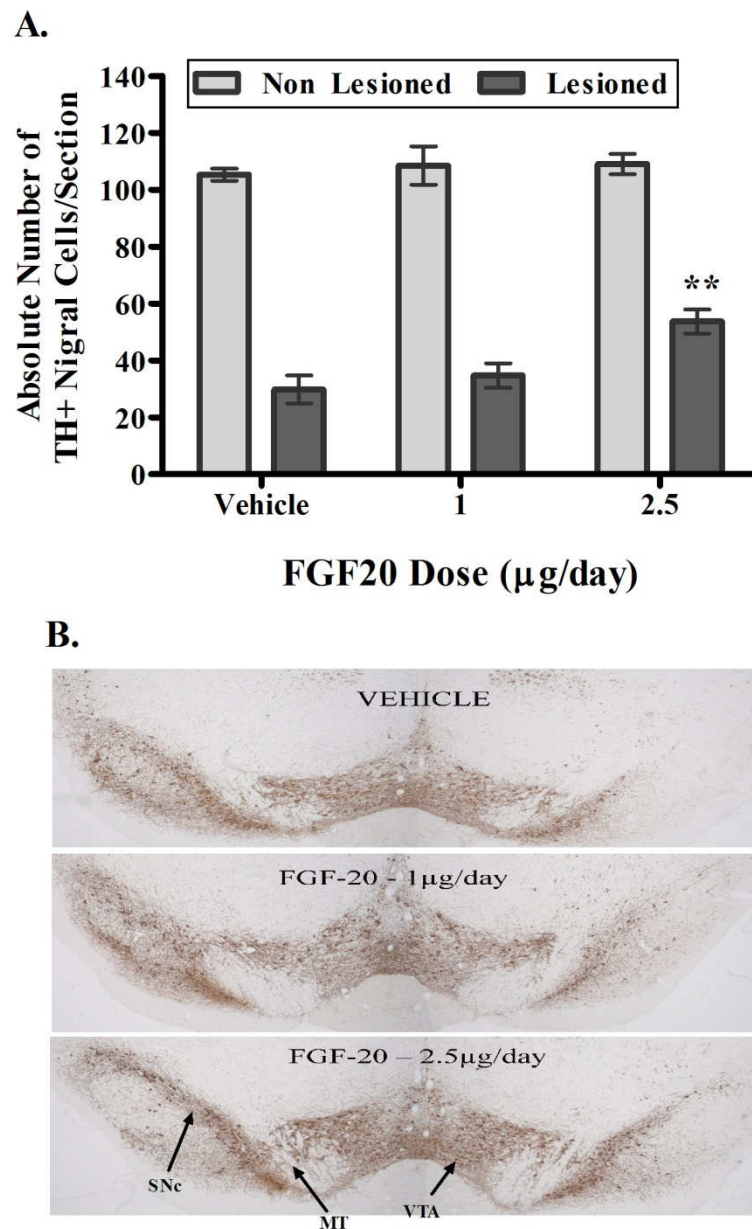 A.
Non Lesioned Lesioned
Absolute Number of
TH+ Nigral Cells/Section
140
120
100
80
60
40
20
0
**
Vehicle 1 2.5
FGF20 Dose (µg/day)
B.
VEHICLE
FGF-20 - 1µg/day
FGF-20 – 2.5µg/day
SNc
MT
VTA